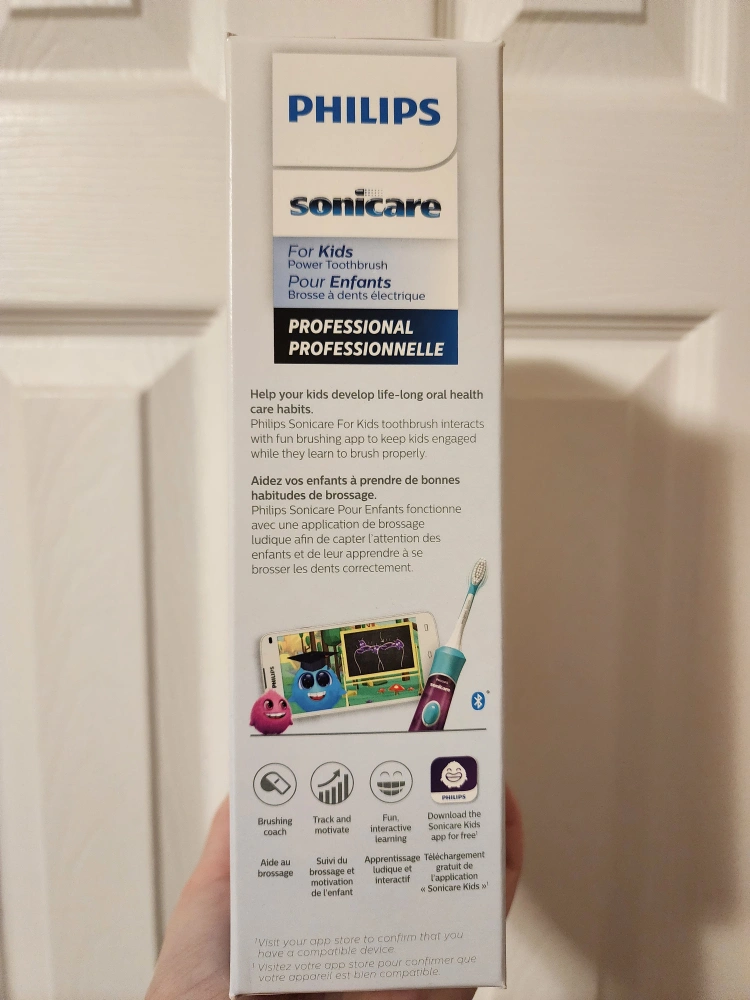 PHILIPS
sonicare
For Kids
Power Toothbrush
Pour Enfants
Brosse à dents électrique
PROFESSIONAL
PROFESSIONNELLE
Help your kids develop life-long oral health
care habits.
Philips Sonicare For Kids toothbrush interacts
with fun brushing app to keep kids engaged
while they learn to brush properly.
Aidez vos enfants à prendre de bonnes
habitudes de brossage.
Philips Sonicare Pour Enfants fonctionne
avec une application de brossage
ludique afin de capter l'attention des
enfants et de leur apprendre à se
brosser les dents correctement.
PHILIPS
sonicare
PHILIPS
Brushing
coach
Track and
motivate
Fun,
interactive
learning
Download the
Sonicare Kids
app for free¹
Aide au
brossage
Suivi du
brossage et
motivation
de l'enfant
Apprentissage
ludique et
interactif
Téléchargement
gratuit de
l'application
« Sonicare Kids »¹
¹Visit your app store to confirm that you
have a compatible device.
¹ Visitez votre app store pour confirmer que
votre appareil est bien compatible.